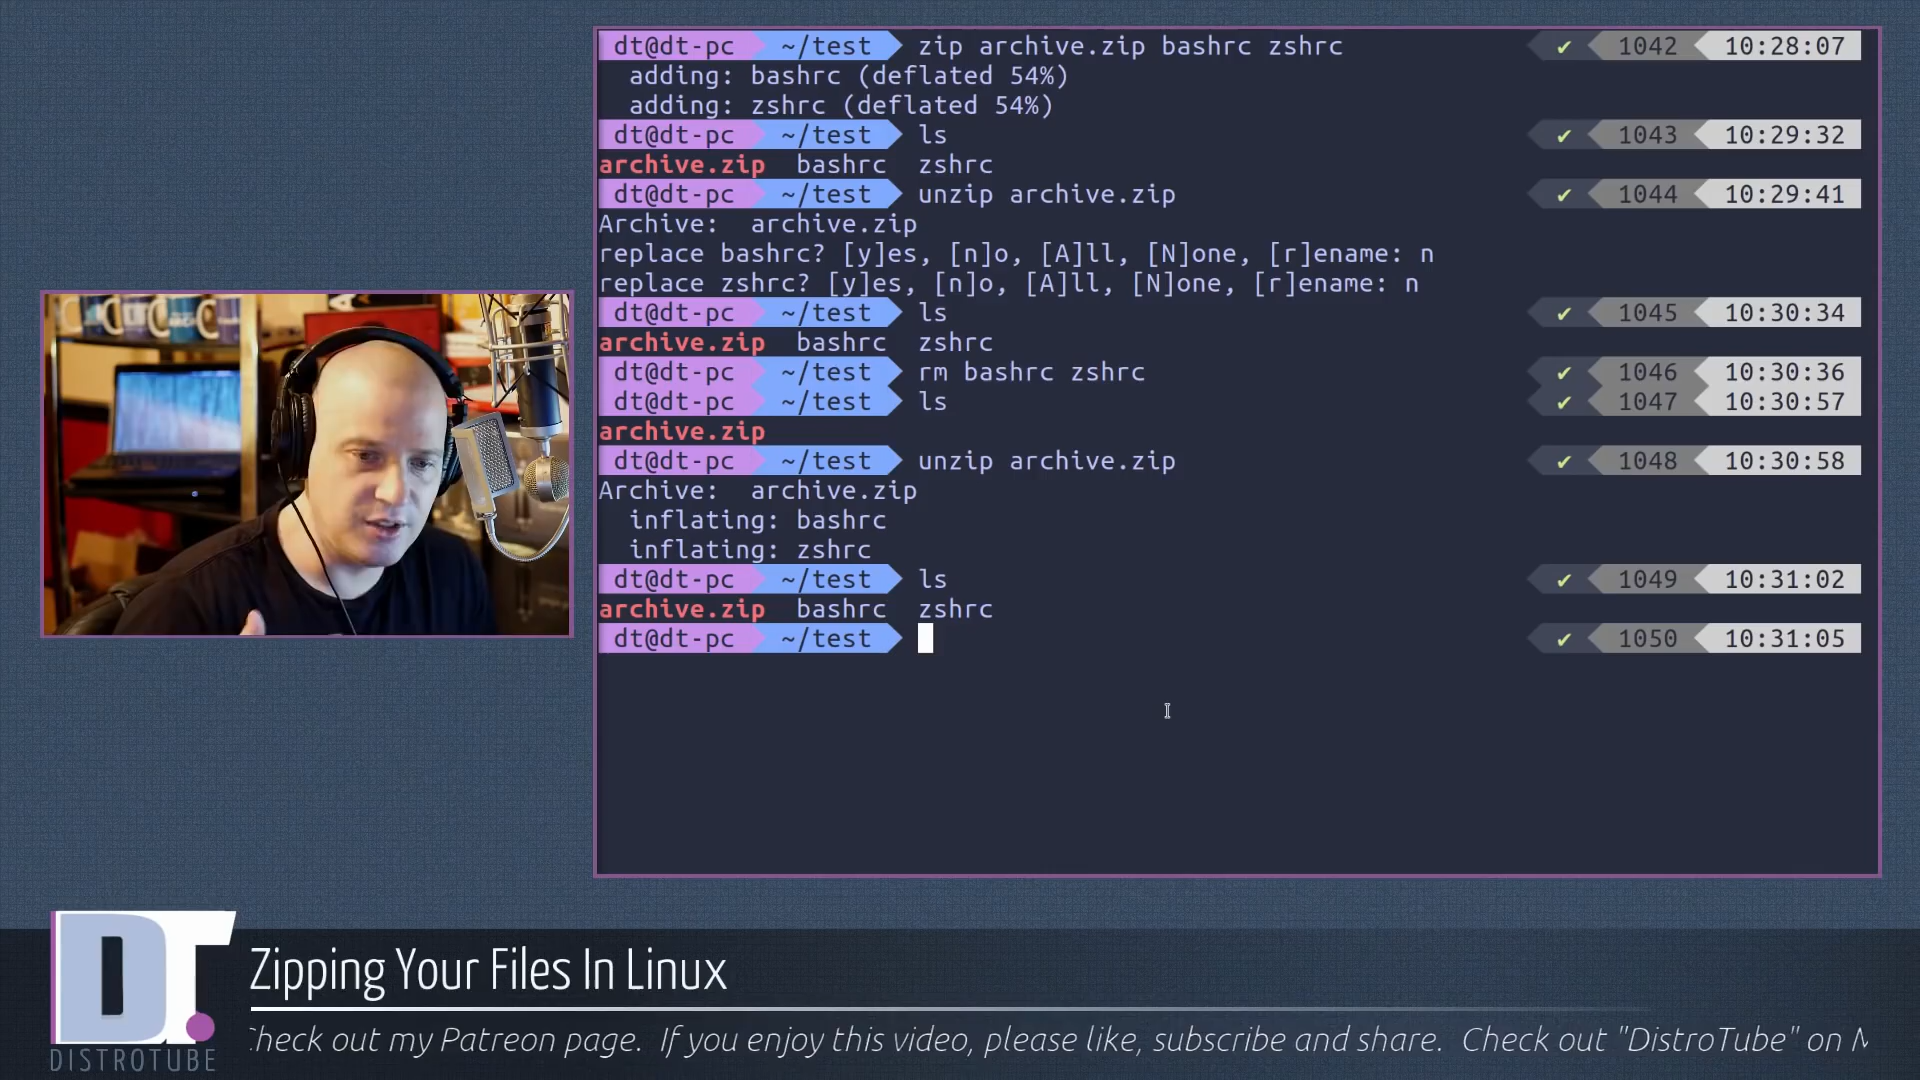 dt@dt-pc ~/test zip archive.zip bashrc zshrc ✔ 1042 10:28:07
adding: bashrc (deflated 54%)
adding: zshrc (deflated 54%)
dt@dt-pc ~/test ls ✔ 1043 10:29:32
archive.zip bashrc zshrc
dt@dt-pc ~/test unzip archive.zip ✔ 1044 10:29:41
Archive: archive.zip
replace bashrc? [y]es, [n]o, [A]ll, [N]one, [r]ename: n
replace zshrc? [y]es, [n]o, [A]ll, [N]one, [r]ename: n
dt@dt-pc ~/test ls ✔ 1045 10:30:34
archive.zip bashrc zshrc
dt@dt-pc ~/test rm bashrc zshrc ✔ 1046 10:30:36
dt@dt-pc ~/test ls ✔ 1047 10:30:57
archive.zip
dt@dt-pc ~/test unzip archive.zip ✔ 1048 10:30:58
Archive: archive.zip
inflating: bashrc
inflating: zshrc
dt@dt-pc ~/test ls ✔ 1049 10:31:02
archive.zip bashrc zshrc
dt@dt-pc ~/test ✔ 1050 10:31:05
DT
DISTROTUBE
Zipping Your Files In Linux
out my Patreon page. If you enjoy this video, please like, subscribe and share. Check out "DistroTube" on